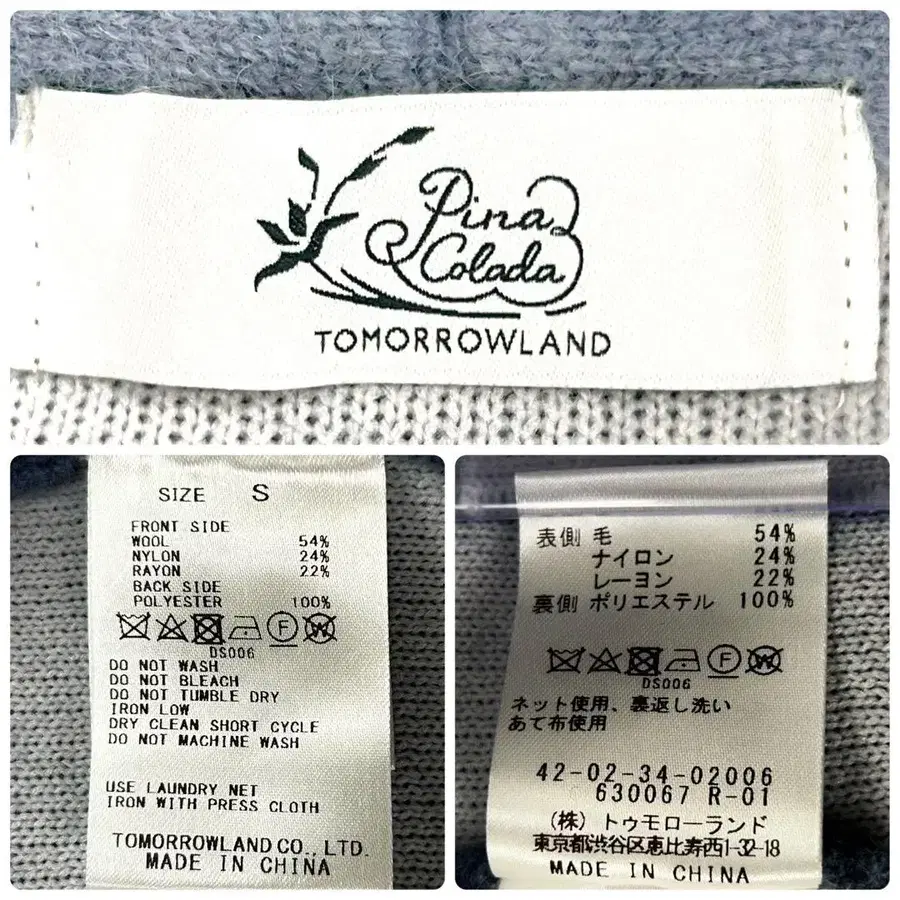 Pina
Colada
TOMORROWLAND
SIZE S
FRONT SIDE
WOOL 54%
NYLON 24%
RAYON 22%
BACK SIDE
POLYESTER 100%
F W
DS006
DO NOT WASH
DO NOT BLEACH
DO NOT TUMBLE DRY
IRON LOW
DRY CLEAN SHORT CYCLE
DO NOT MACHINE WASH
USE LAUNDRY NET
IRON WITH PRESS CLOTH
TOMORROWLAND CO., LTD.
MADE IN CHINA
表側 毛 54%
ナイロン 24%
レーヨン 22%
裏側 ポリエステル 100%
F W
DS006
ネット使用、裏返し洗い
あて布使用
42-02-34-02006
630067 R-01
(株) トゥモローランド
東京都渋谷区恵比寿西1-32-18
MADE IN CHINA